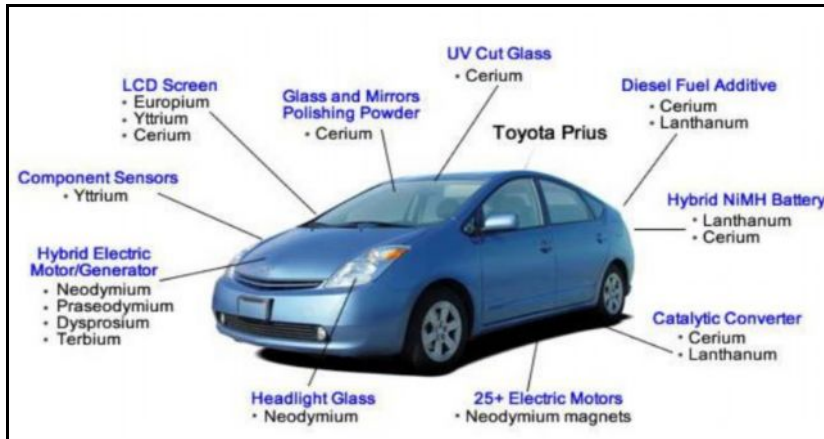 UV Cut Glass
• Cerium
LCD Screen
• Europium
• Yttrium
• Cerium
Glass and Mirrors
Polishing Powder
• Cerium
Toyota Prius
Diesel Fuel Additive
• Cerium
• Lanthanum
Component Sensors
• Yttrium
Hybrid NiMH Battery
• Lanthanum
• Cerium
Hybrid Electric
Motor/Generator
• Neodymium
• Praseodymium
• Dysprosium
• Terbium
Catalytic Converter
• Cerium
• Lanthanum
Headlight Glass
• Neodymium
25+ Electric Motors
• Neodymium magnets